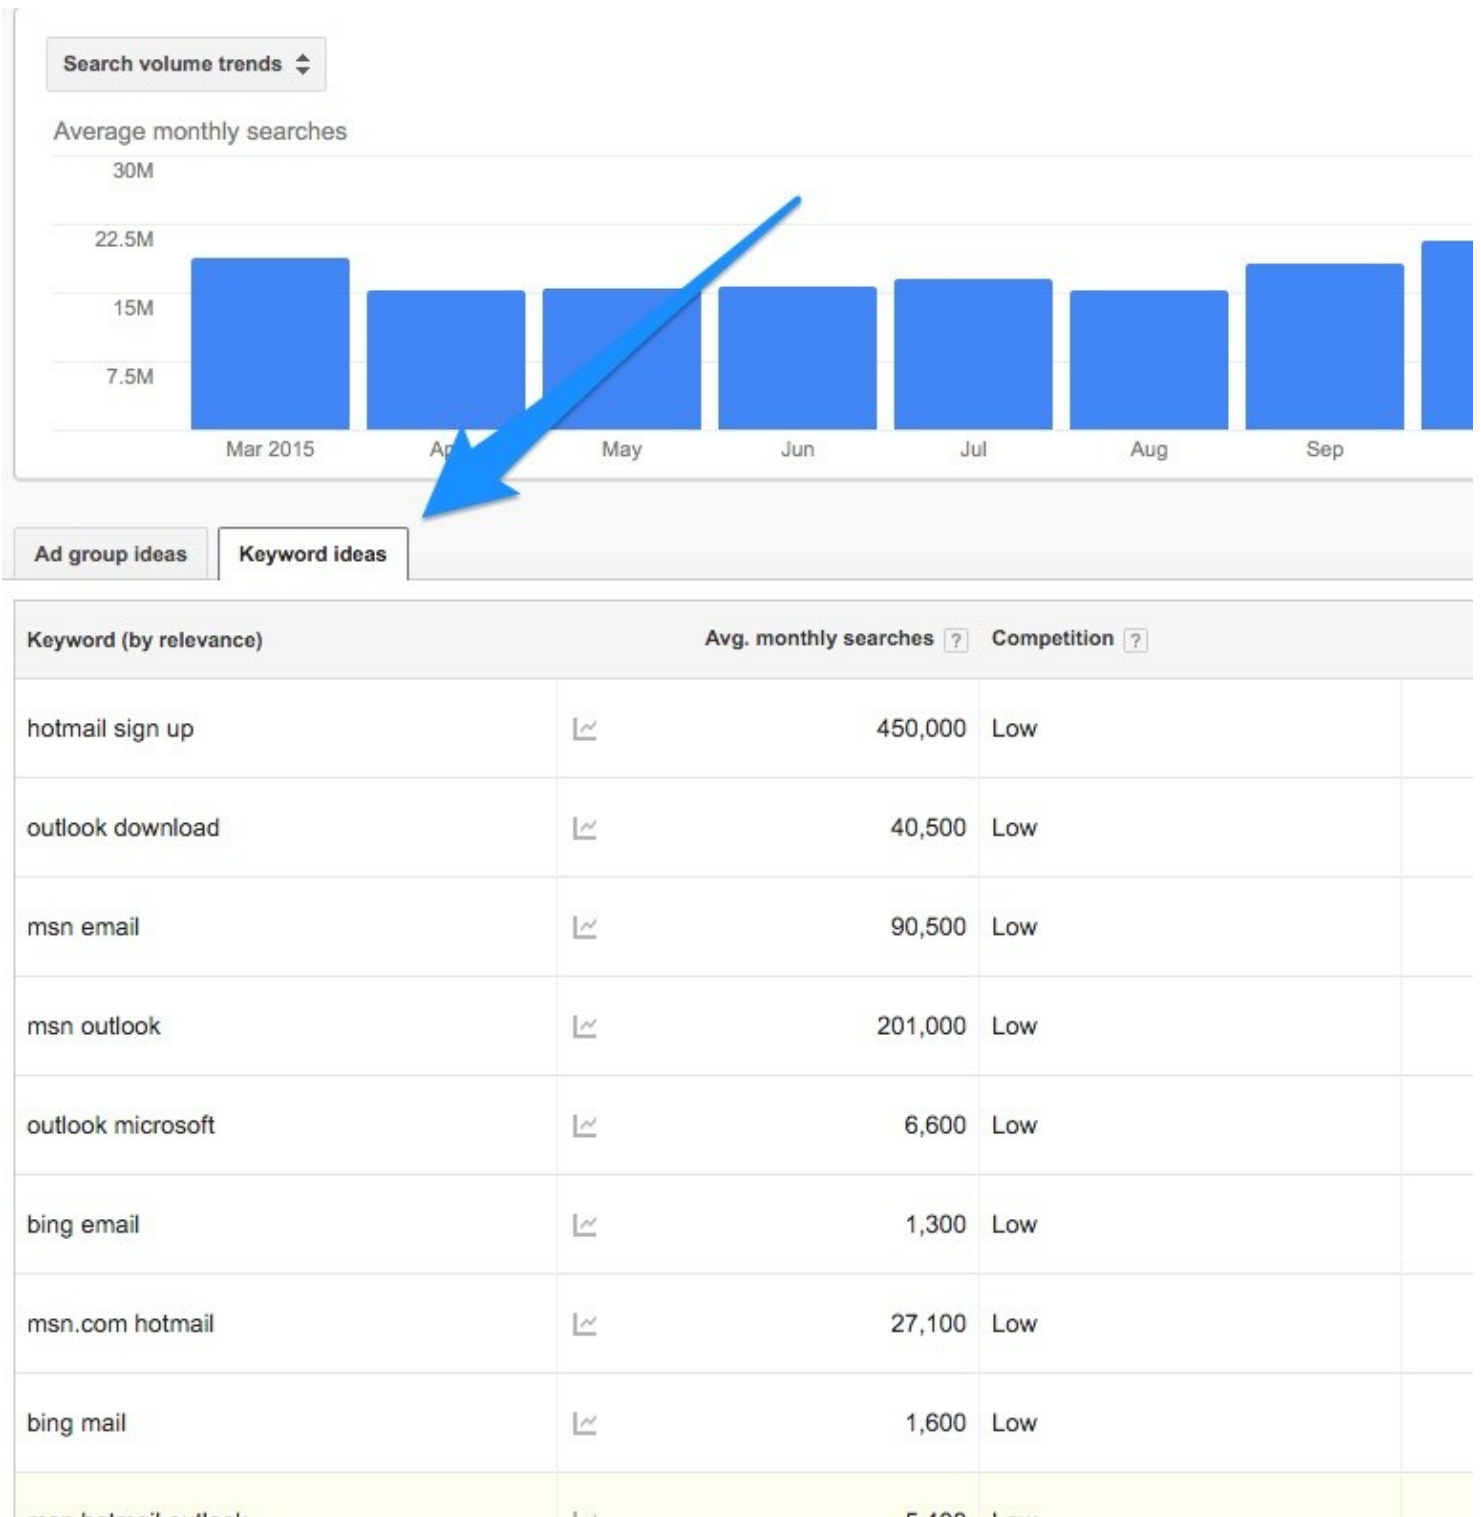 Search volume trends
Average monthly searches
30M
22.5M
15M
7.5M
Mar 2015 May Jun Jul Aug Sep
Ad group ideas Keyword ideas
Keyword (by relevance) Avg. monthly searches ? Competition ?
hotmail sign up 450,000 Low
outlook download 40,500 Low
msn email 90,500 Low
msn outlook 201,000 Low
outlook microsoft 6,600 Low
bing email 1,300 Low
msn.com hotmail 27,100 Low
bing mail 1,600 Low